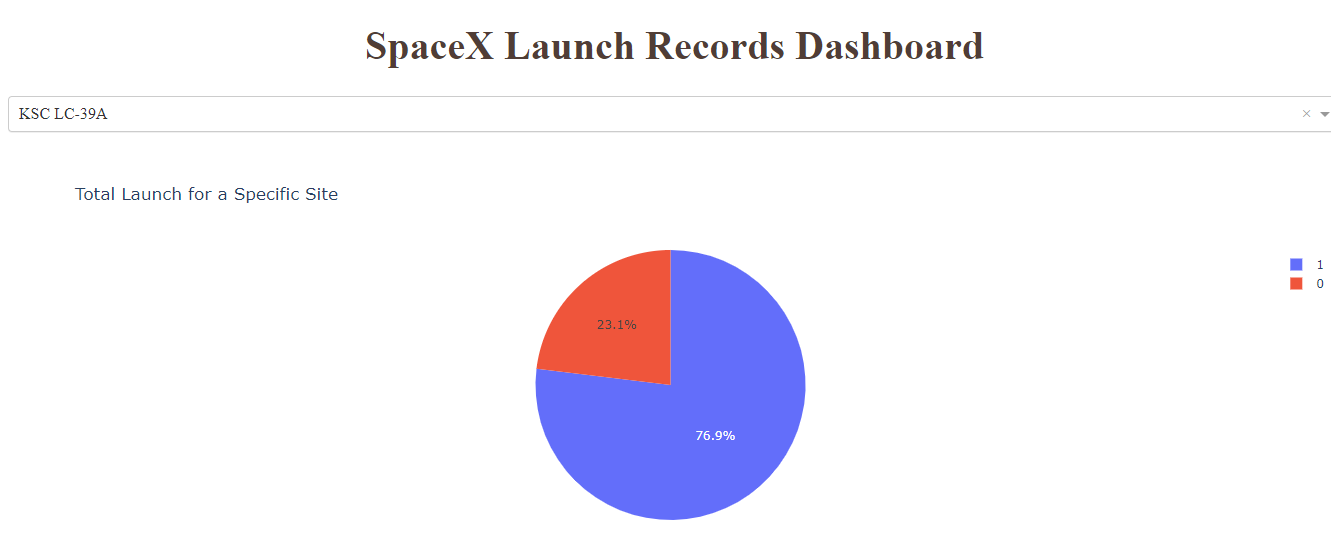 SpaceX Launch Records Dashboard
KSC LC-39A
×
Total Launch for a Specific Site
1
0
23.1%
76.9%